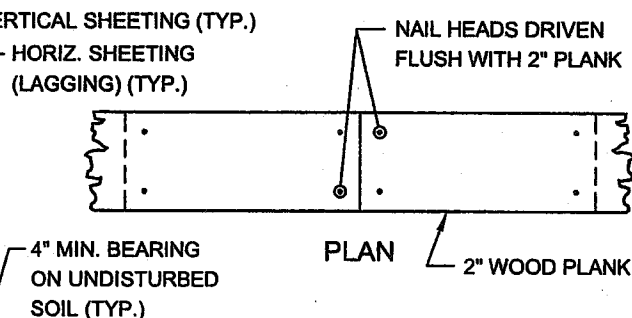 ERTICAL SHEETING (TYP.)
HORIZ. SHEETING
(LAGGING) (TYP.)
NAIL HEADS DRIVEN
FLUSH WITH 2" PLANK
4" MIN. BEARING
ON UNDISTURBED
SOIL (TYP.)
PLAN
2" WOOD PLANK